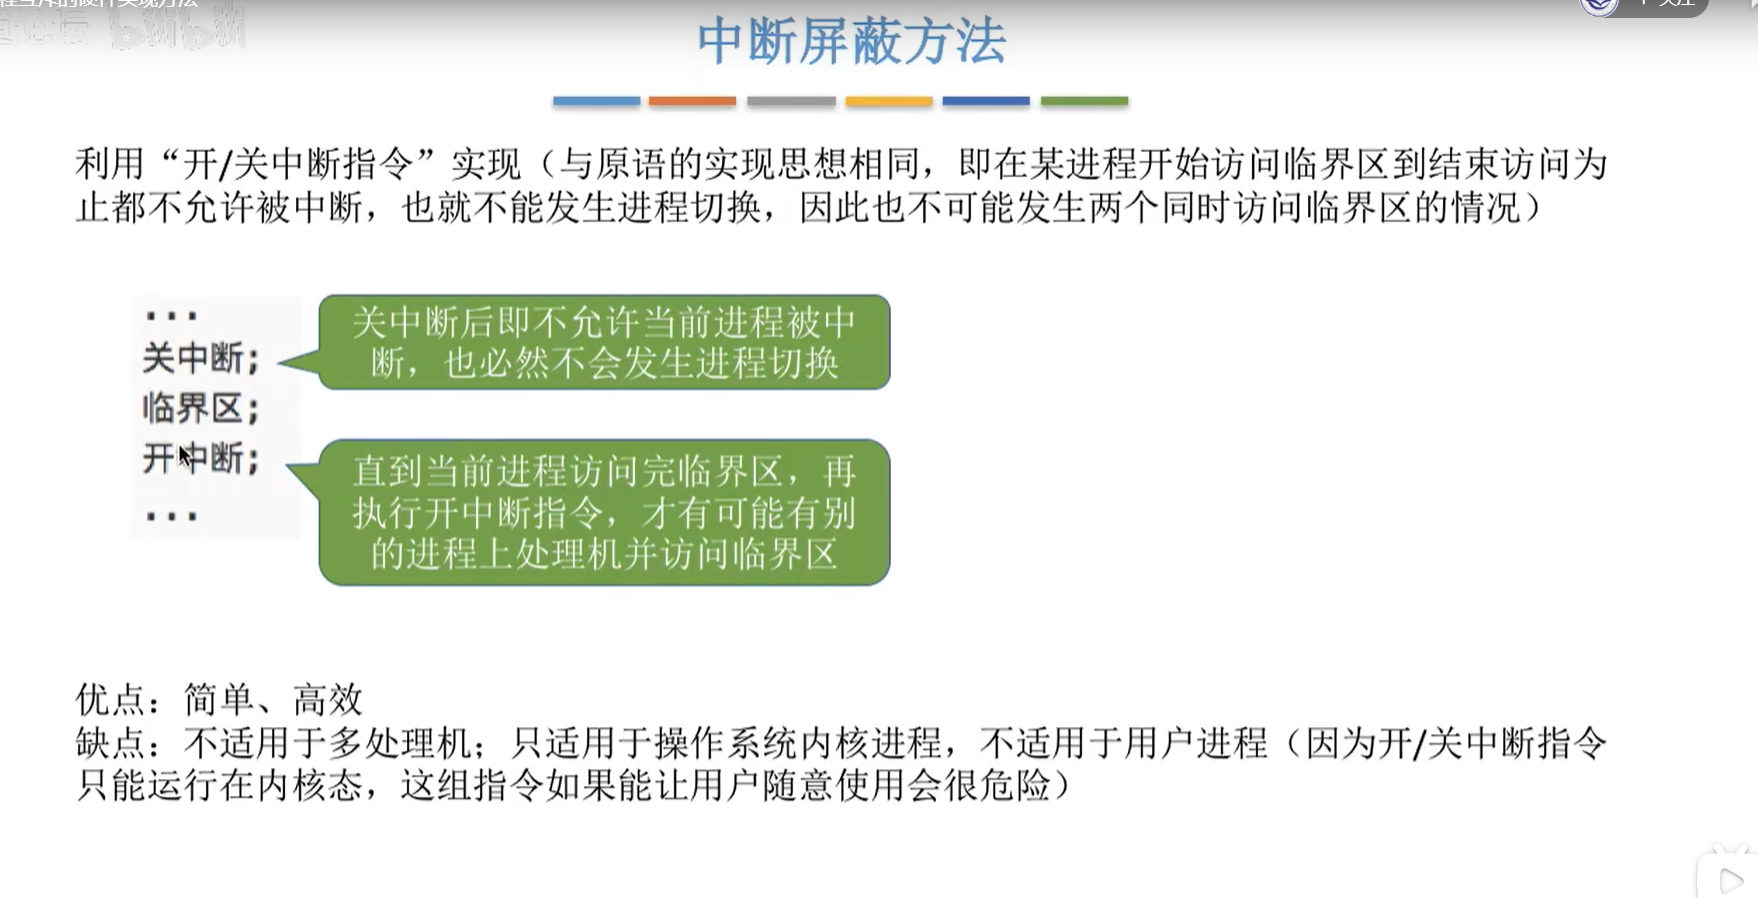 中断屏蔽方法
利用“开/关中断指令”实现（与原语的实现思想相同，即在某进程开始访问临界区到结束访问为
止都不允许被中断，也就不能发生进程切换，因此也不可能发生两个同时访问临界区的情况）
...
关中断;
临界区;
开中断;
...
关中断后即不允许当前进程被中
断，也必然不会发生进程切换
直到当前进程访问完临界区，再
执行开中断指令，才有可能有别
的进程上处理机并访问临界区
优点：简单、高效
缺点：不适用于多处理机；只适用于操作系统内核进程，不适用于用户进程（因为开/关中断指令
只能运行在内核态，这组指令如果能让用户随意使用会很危险）